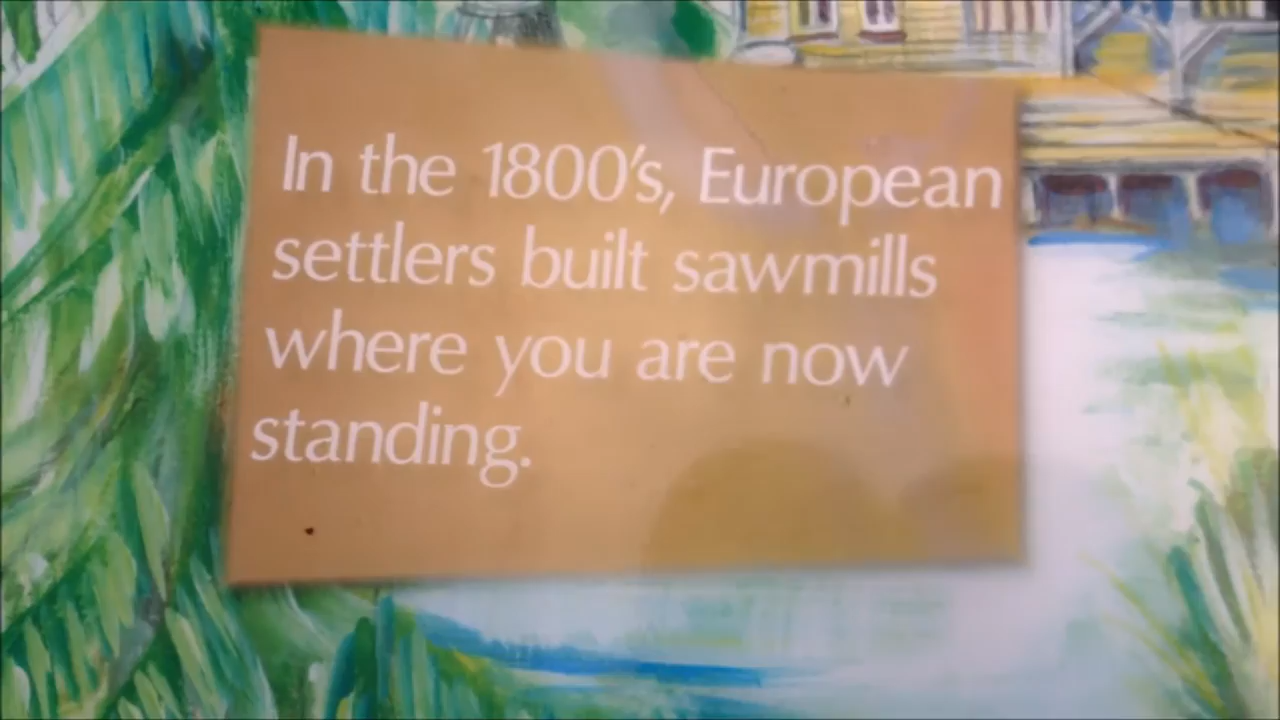 In the 1800's, European
settlers built sawmills
where you are now
standing.